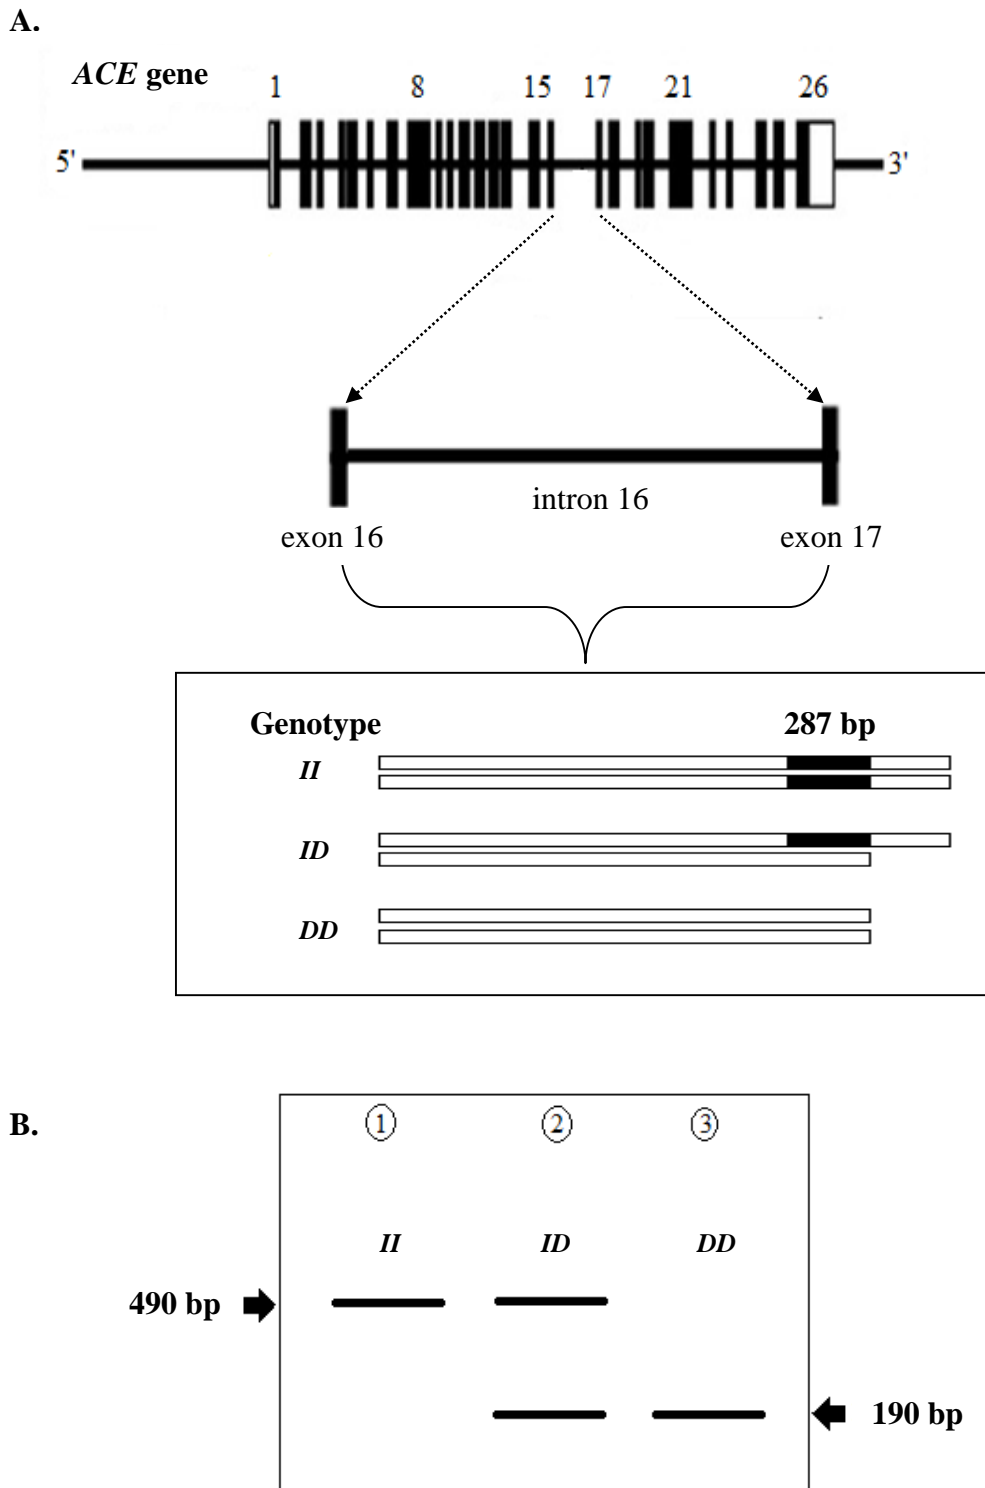 A.
ACE gene
1 8 15 17 21 26
5' 3'
intron 16
exon 16 exon 17
Genotype 287 bp
II
ID
DD
B.
1 2 3
II ID DD
490 bp
190 bp